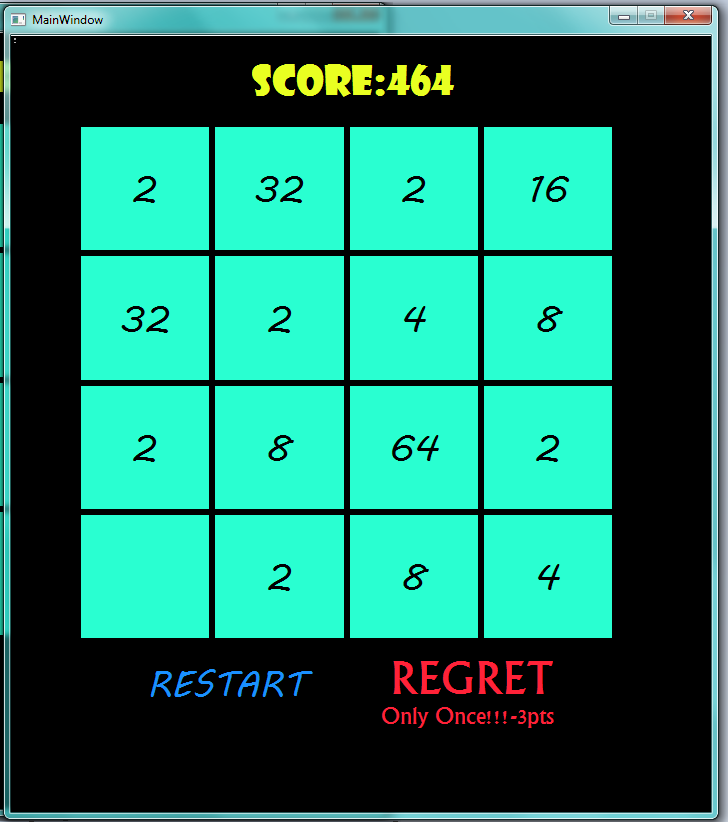 MainWindow
SCORE:464
2 32 2 16
32 2 4 8
2 8 64 2
2 8 4
RESTART REGRET
Only Once!!!-3pts